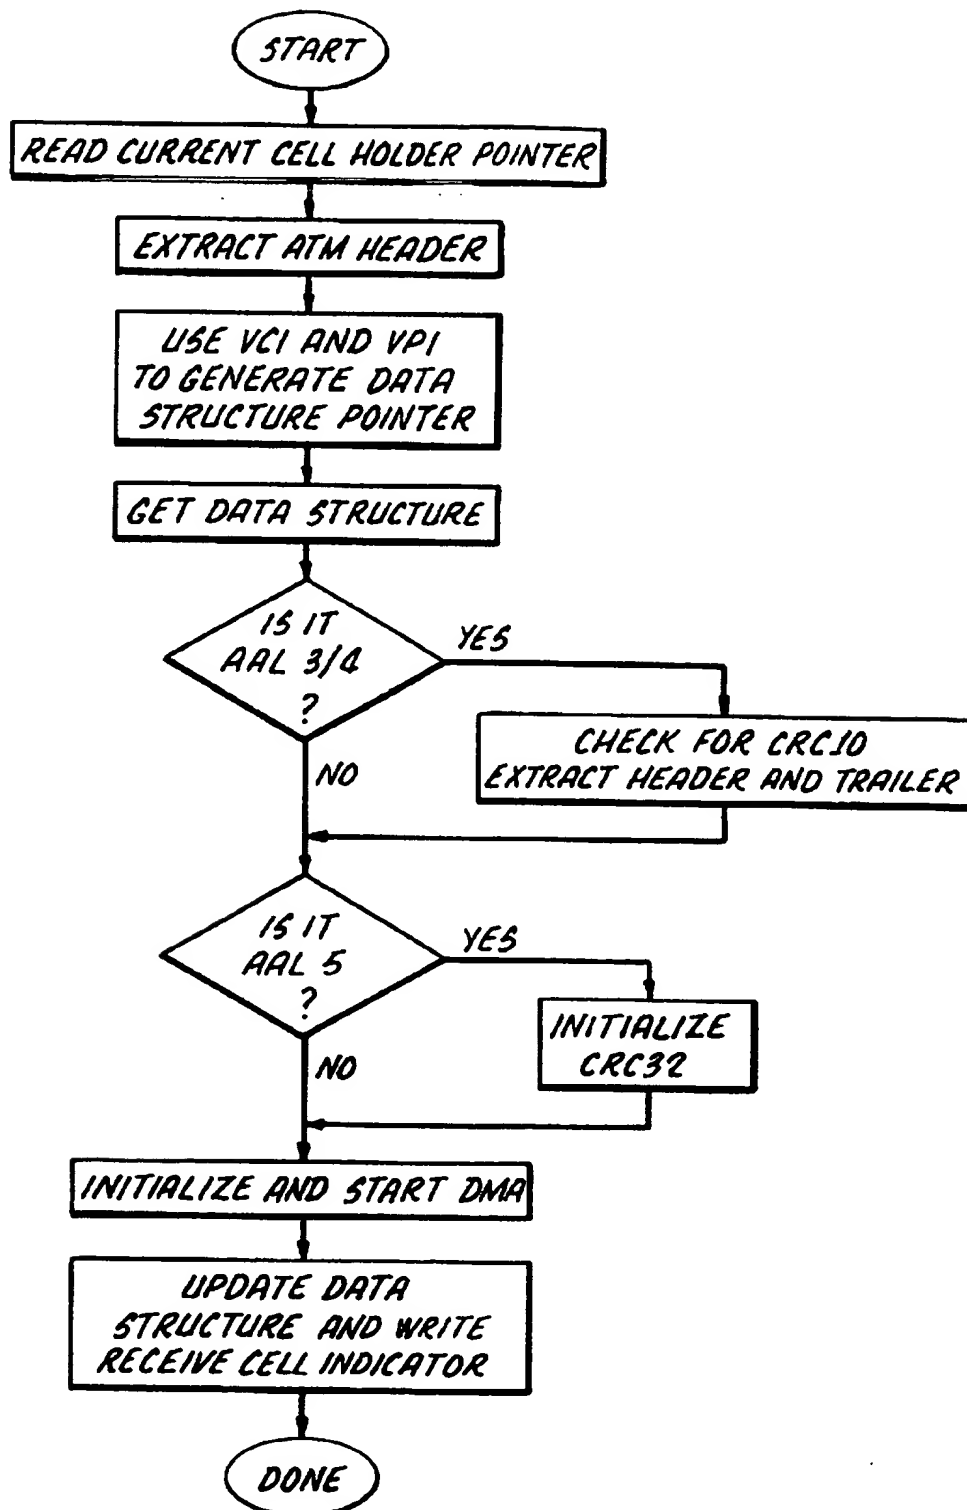 START
READ CURRENT CELL HOLDER POINTER
EXTRACT ATM HEADER
USE VCI AND VPI
TO GENERATE DATA
STRUCTURE POINTER
GET DATA STRUCTURE
IS IT
AAL 3/4
?
YES
CHECK FOR CRC10
EXTRACT HEADER AND TRAILER
NO
IS IT
AAL 5
?
YES
INITIALIZE
CRC32
NO
INITIALIZE AND START DMA
UPDATE DATA
STRUCTURE AND WRITE
RECEIVE CELL INDICATOR
DONE